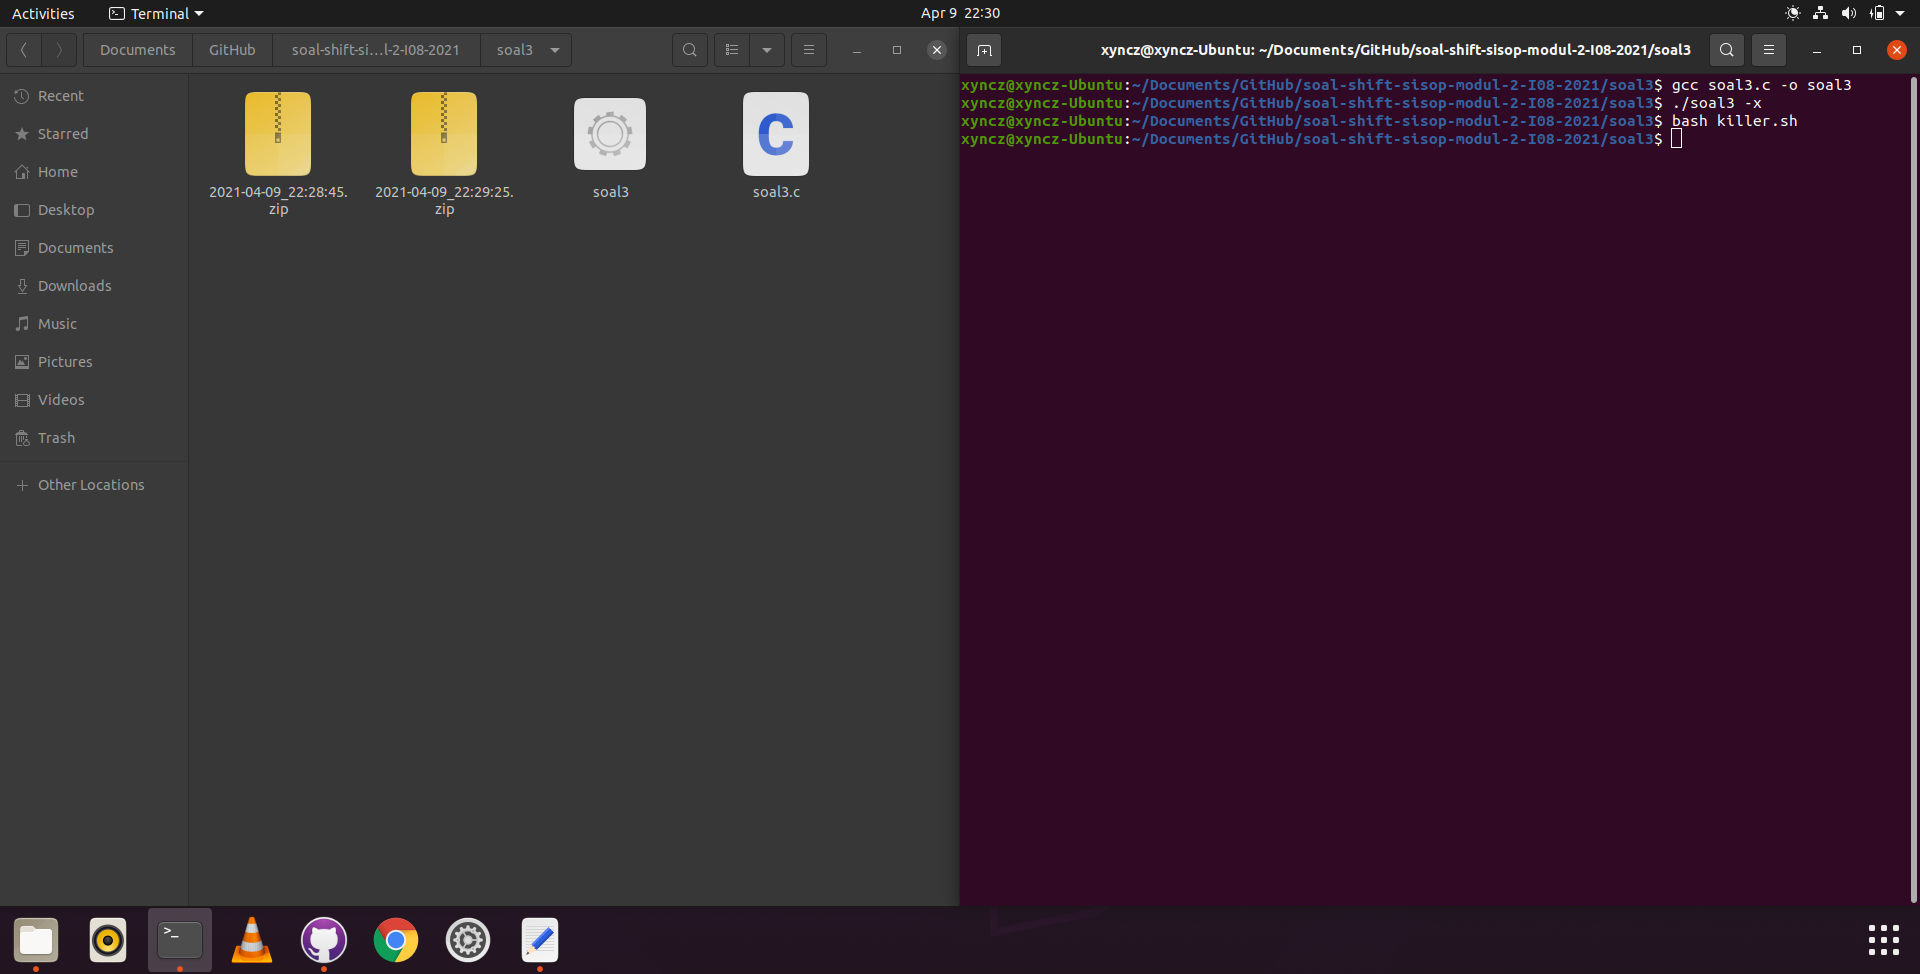 Activities
Terminal
Apr 9 22:30
Documents
GitHub
soal-shift-si...l-2-I08-2021
soal3
Recent
Starred
Home
Desktop
Documents
Downloads
Music
Pictures
Videos
Trash
Other Locations
2021-04-09_22:28:45.
zip
2021-04-09_22:29:25.
zip
soal3
C
soal3.c
xyncz@xyncz-Ubuntu: ~/Documents/GitHub/soal-shift-sisop-modul-2-I08-2021/soal3
xyncz@xyncz-Ubuntu:~/Documents/GitHub/soal-shift-sisop-modul-2-I08-2021/soal3$ gcc soal3.c -o soal3
xyncz@xyncz-Ubuntu:~/Documents/GitHub/soal-shift-sisop-modul-2-I08-2021/soal3$ ./soal3 -x
xyncz@xyncz-Ubuntu:~/Documents/GitHub/soal-shift-sisop-modul-2-I08-2021/soal3$ bash killer.sh
xyncz@xyncz-Ubuntu:~/Documents/GitHub/soal-shift-sisop-modul-2-I08-2021/soal3$
>_